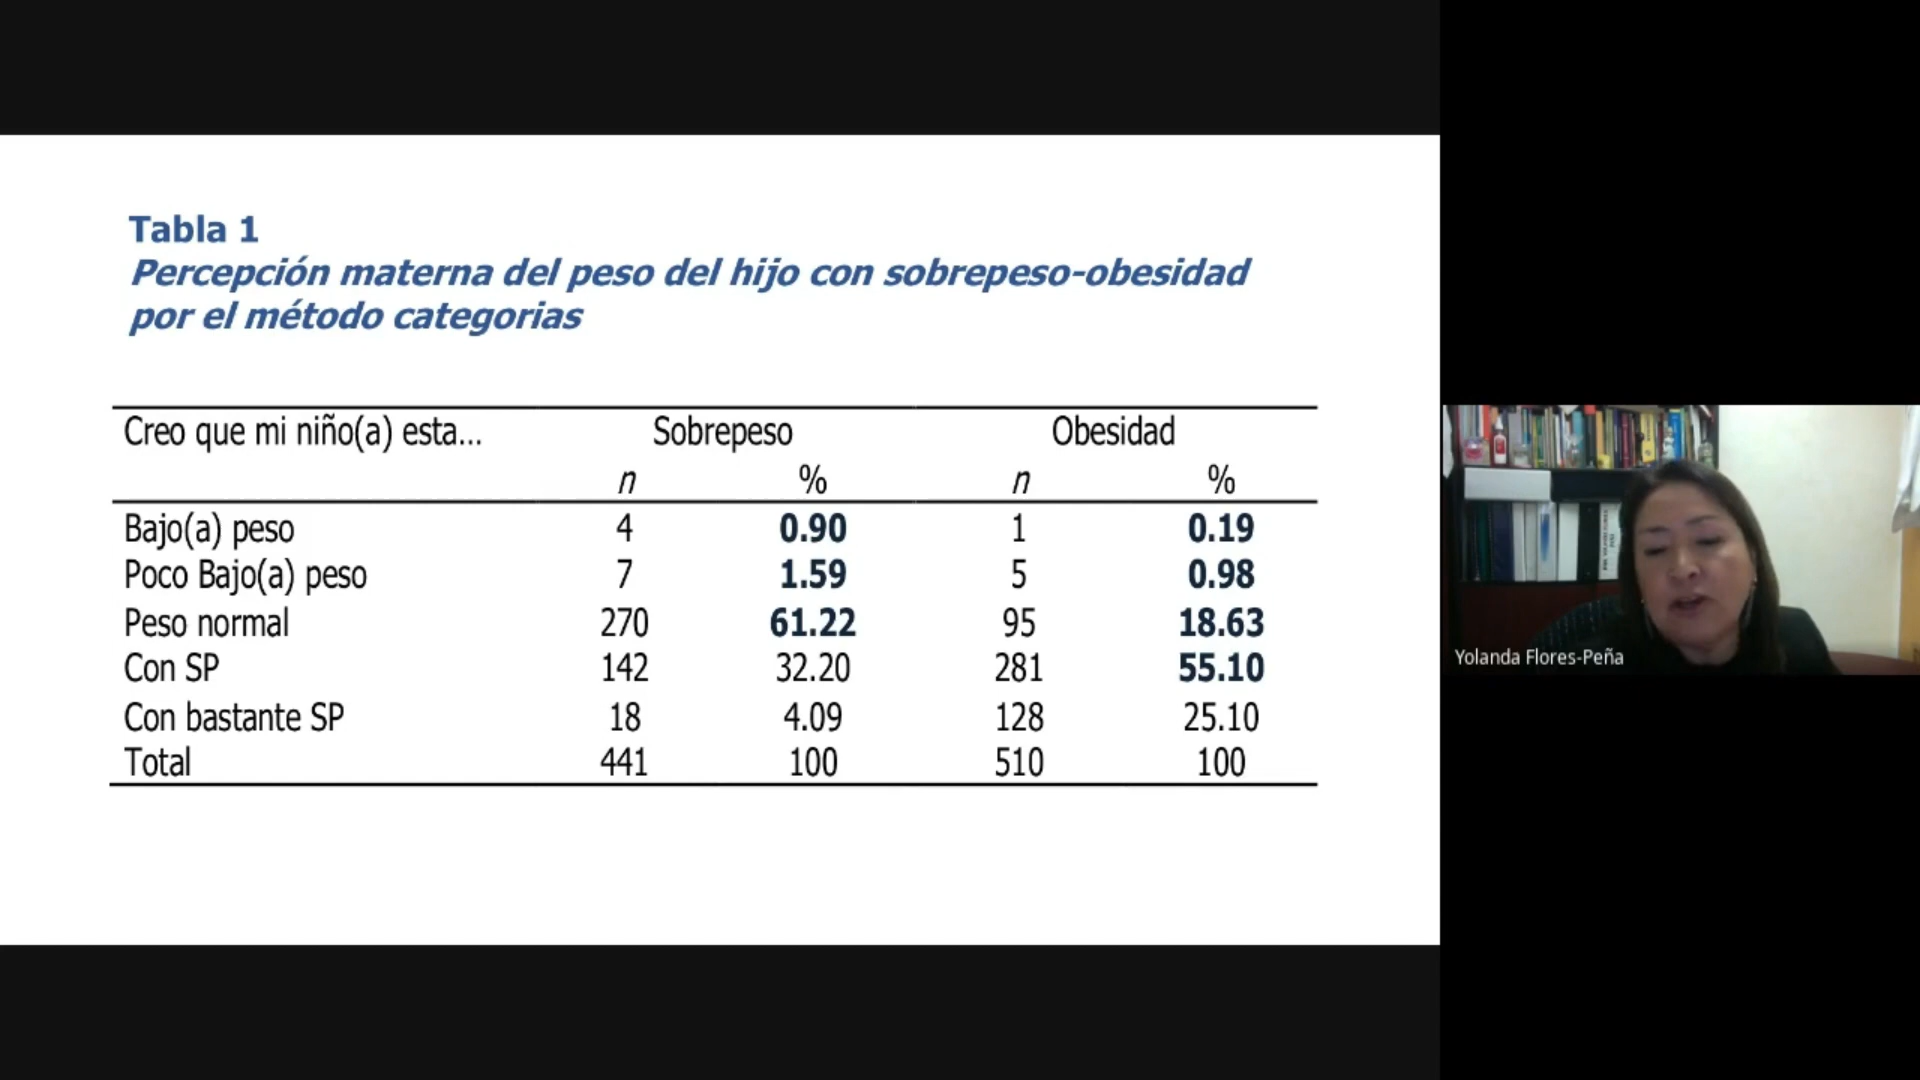 Tabla 1
Percepción materna del peso del hijo con sobrepeso-obesidad
por el método categorias
Creo que mi niño(a) esta... Sobrepeso Obesidad
n % n %
Bajo(a) peso 4 0.90 1 0.19
Poco Bajo(a) peso 7 1.59 5 0.98
Peso normal 270 61.22 95 18.63
Con SP 142 32.20 281 55.10
Con bastante SP 18 4.09 128 25.10
Total 441 100 510 100
Yolanda Flores-Peña